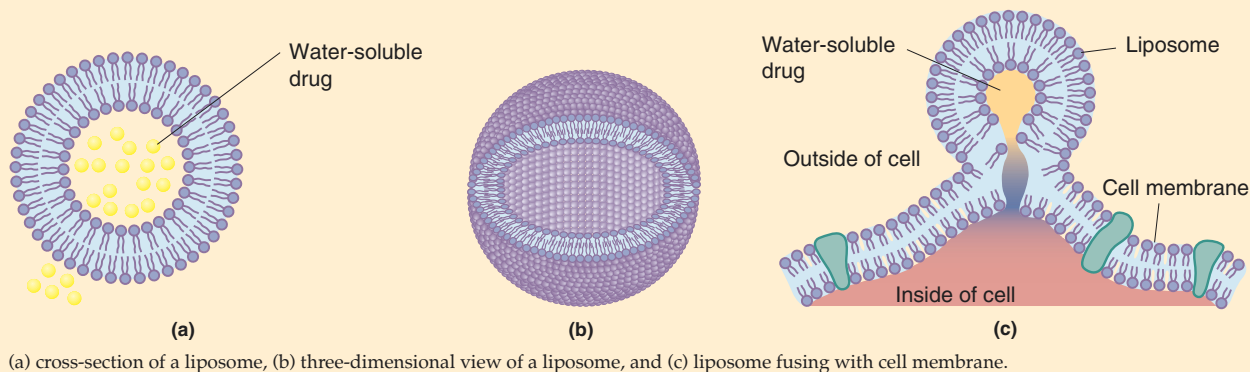 Water-soluble
drug
(a)
(b)
Water-soluble
drug
Liposome
Outside of cell
Cell membrane
Inside of cell
(c)
(a) cross-section of a liposome, (b) three-dimensional view of a liposome, and (c) liposome fusing with cell membrane.